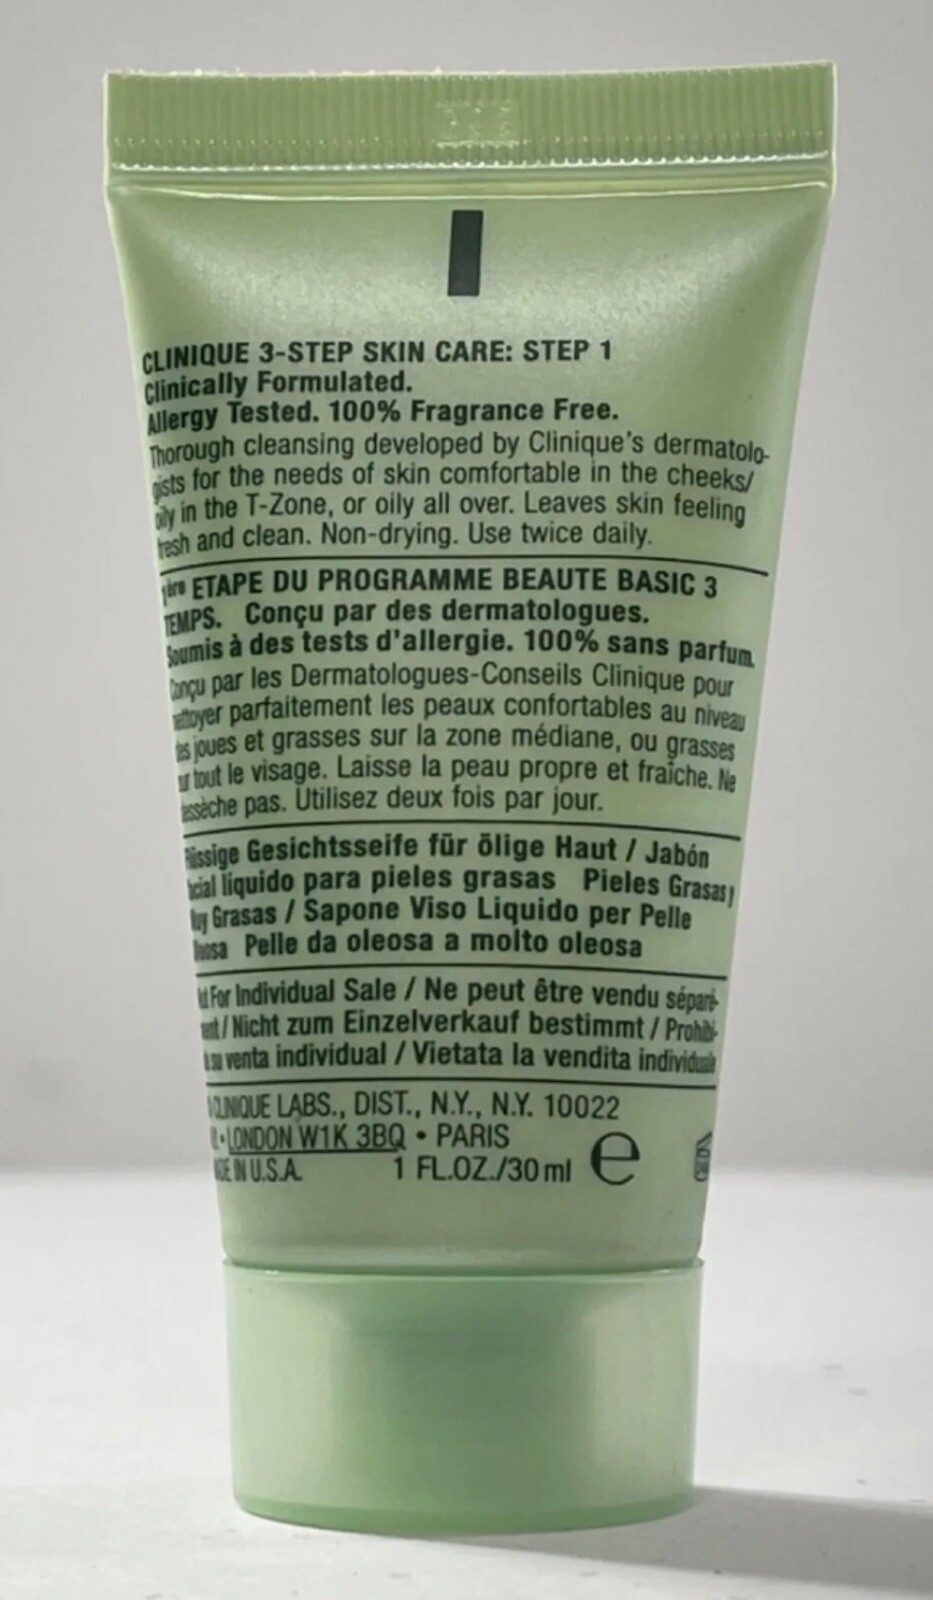 CLINIQUE 3-STEP SKIN CARE: STEP 1
Clinically Formulated.
Allergy Tested. 100% Fragrance Free.
Thorough cleansing developed by Clinique's dermatolo-
gists for the needs of skin comfortable in the cheeks/
oily in the T-Zone, or oily all over. Leaves skin feeling
fresh and clean. Non-drying. Use twice daily.
1ère ETAPE DU PROGRAMME BEAUTE BASIC 3
TEMPS. Conçu par des dermatologues.
Soumis à des tests d'allergie. 100% sans parfum.
Conçu par les Dermatologues-Conseils Clinique pour
nettoyer parfaitement les peaux confortables au niveau
des joues et grasses sur la zone médiane, ou grasses
sur tout le visage. Laisse la peau propre et fraîche. Ne
dessèche pas. Utilisez deux fois par jour.
Flüssige Gesichtsseife für ölige Haut / Jabón
facial líquido para pieles grasas Pieles Grasas y
Muy Grasas / Sapone Viso Liquido per Pelle
Oleosa Pelle da oleosa a molto oleosa
Not For Individual Sale / Ne peut être vendu séparé-
ment / Nicht zum Einzelverkauf bestimmt / Prohibi-
su venta individual / Vietata la vendita individuale
CLINIQUE LABS., DIST., N.Y., N.Y. 10022
• LONDON W1K 3BQ • PARIS
MADE IN U.S.A. 1 FL.OZ./30 ml e